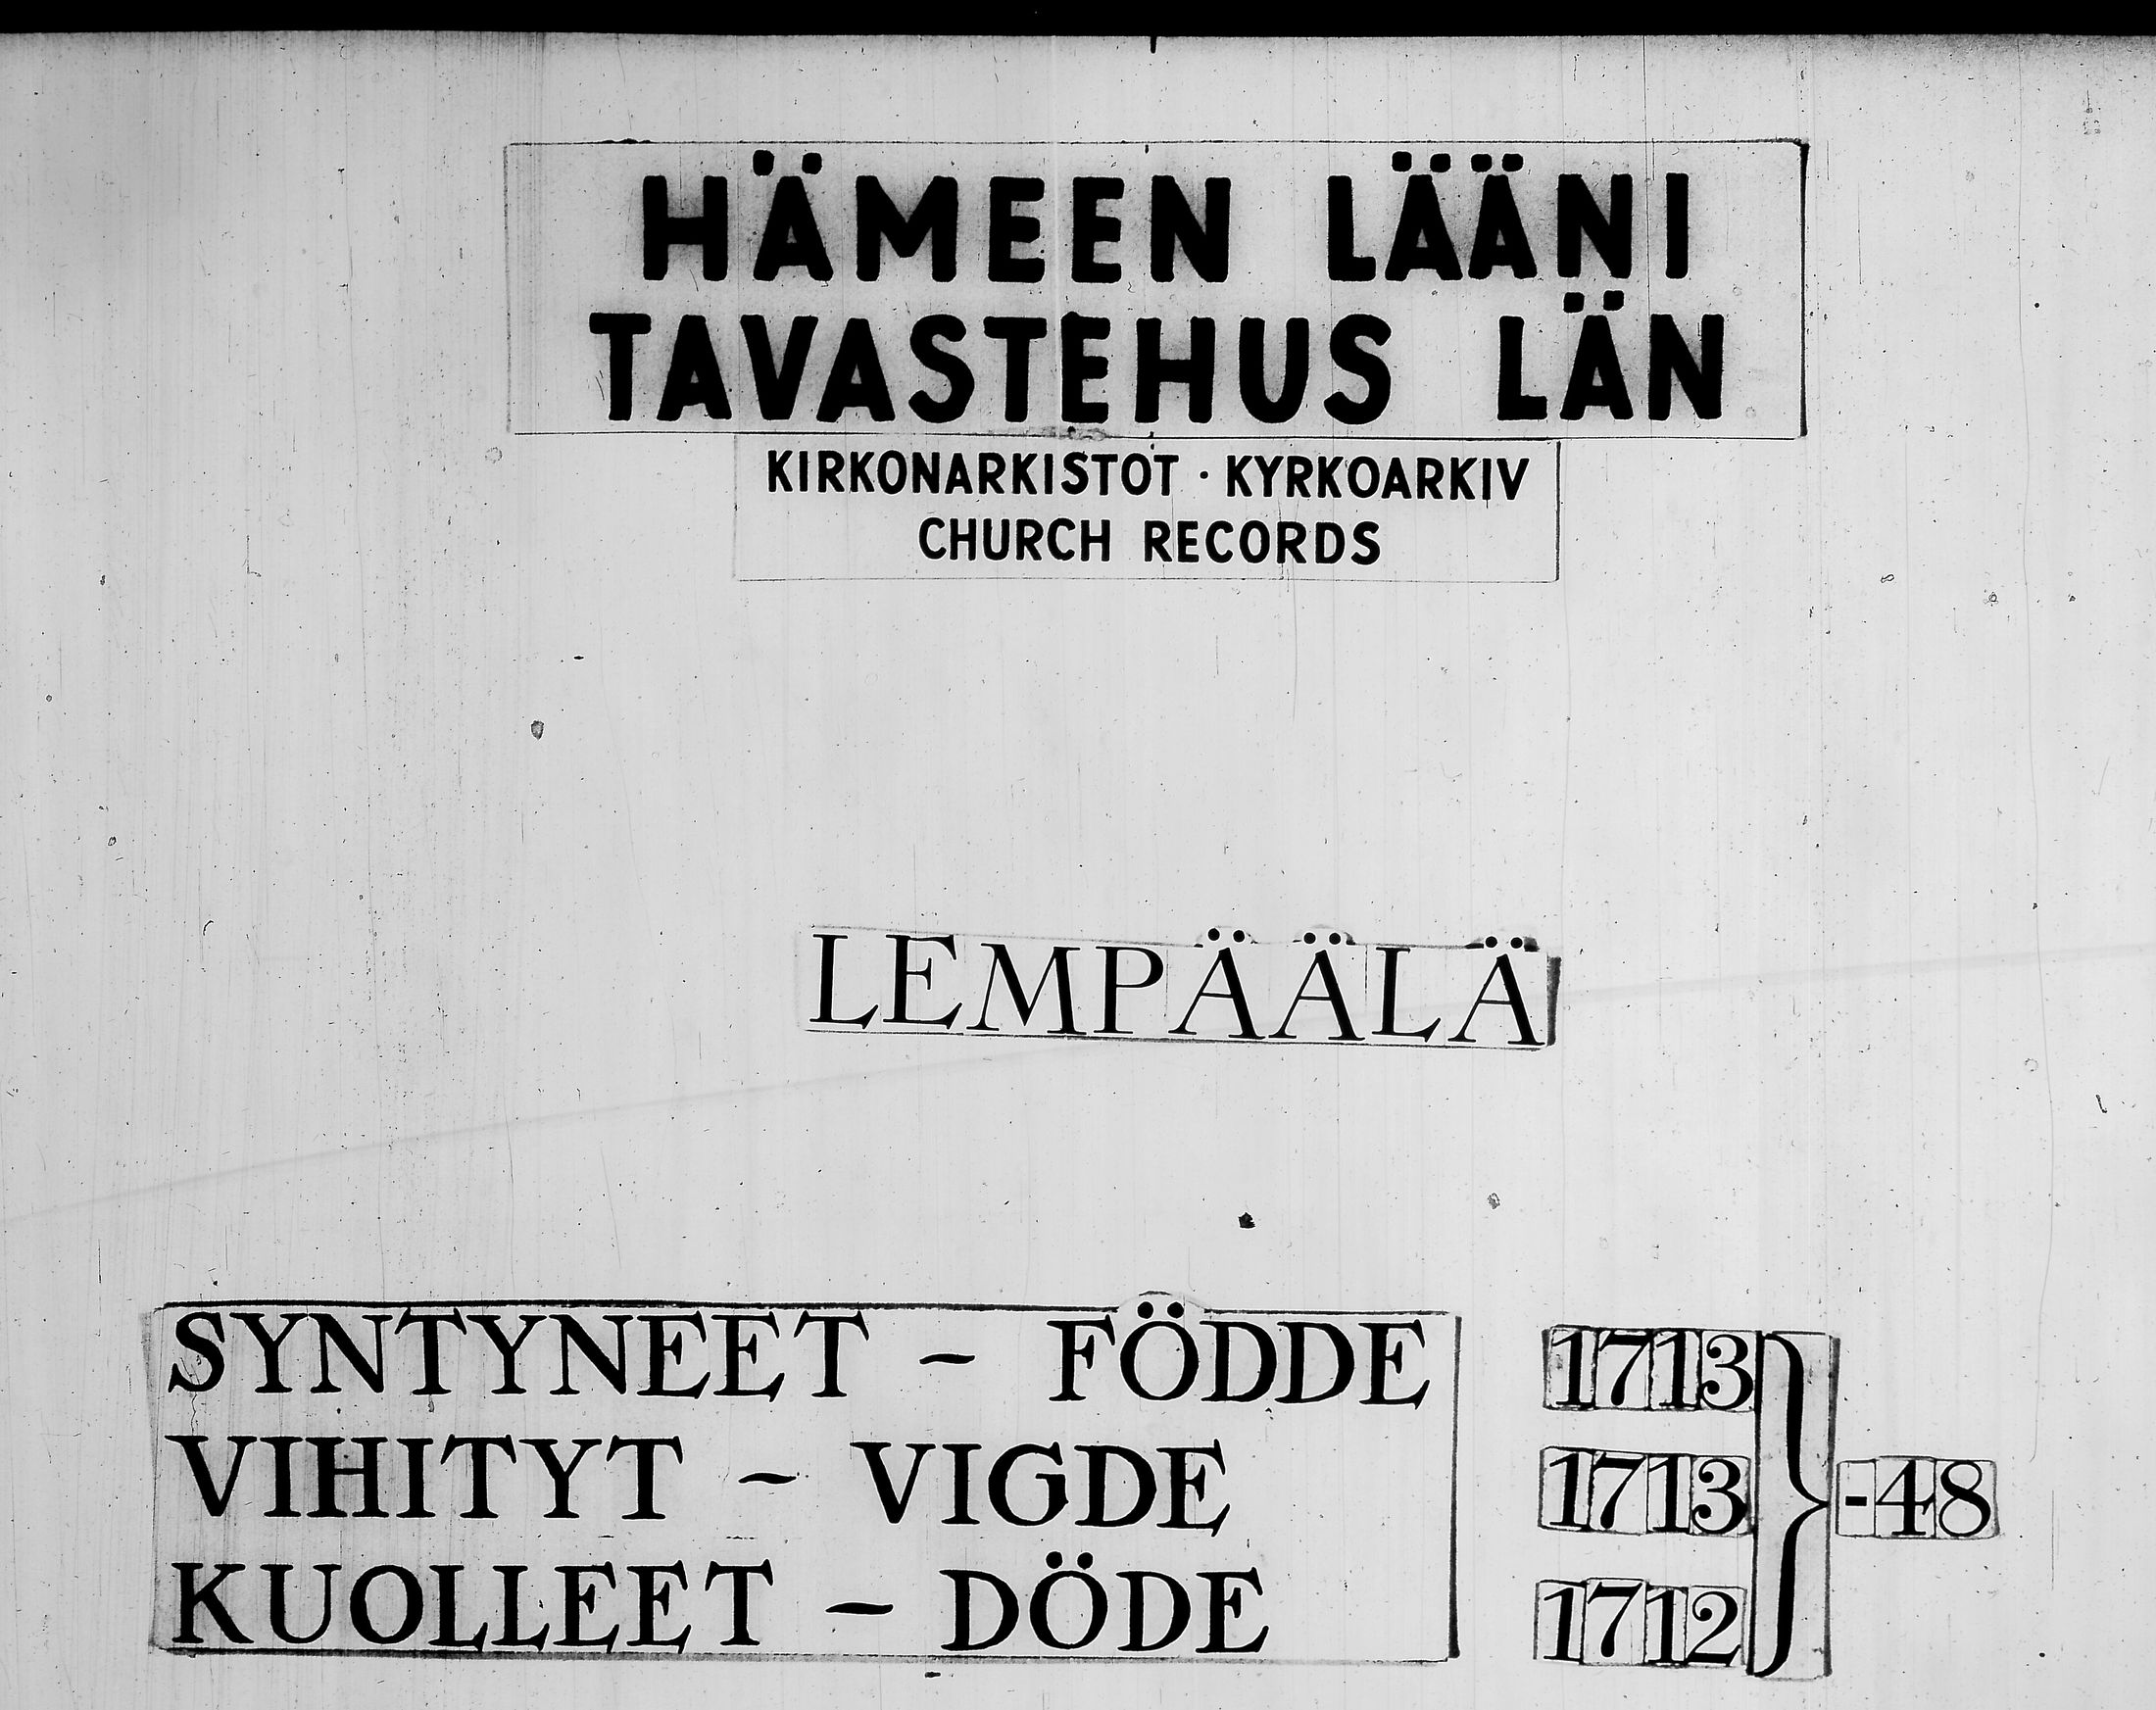 HÄMEEN LÄÄNI
TAVASTEHUS LÄN
KIRKONARKISTOT · KYRKOARKIV
CHURCH RECORDS
LEMPÄÄLÄ
SYNTYNEET - FÖDDE 1713
VIHITYT - VIGDE 1713 } -48
KUOLLEET - DÖDE 1712